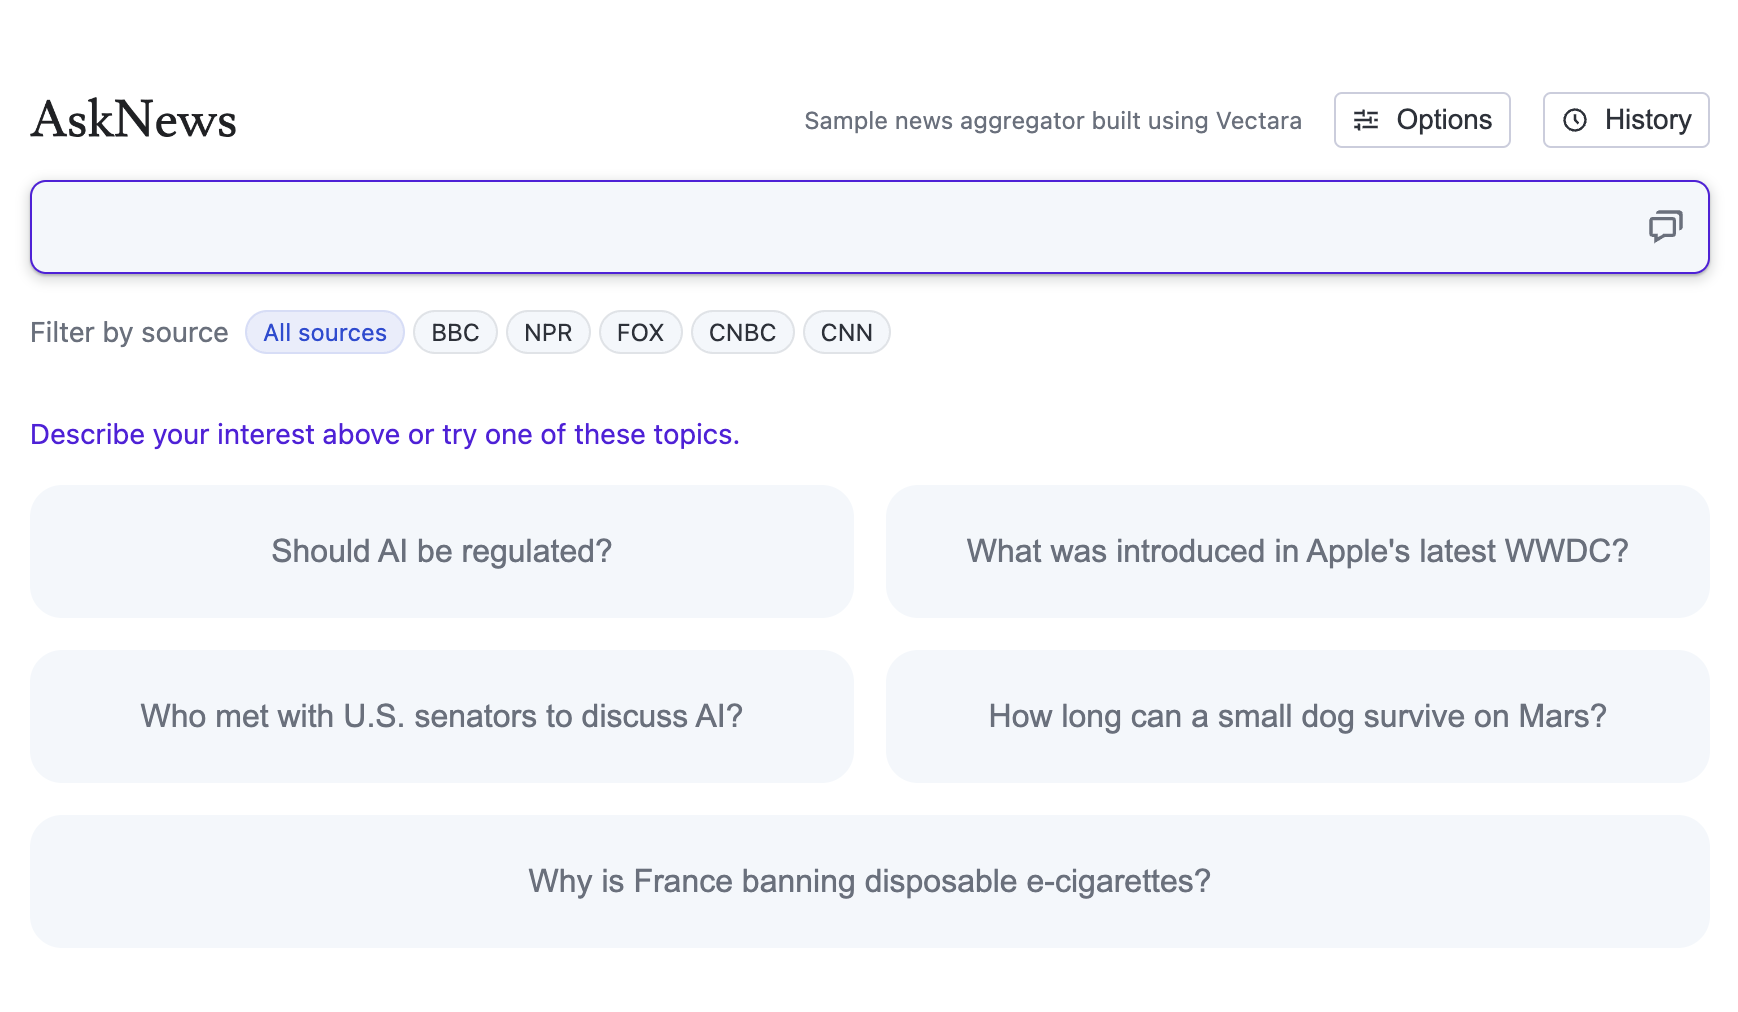 AskNews
Sample news aggregator built using Vectara
Options
History
Filter by source
All sources
BBC
NPR
FOX
CNBC
CNN
Describe your interest above or try one of these topics.
Should AI be regulated?
What was introduced in Apple's latest WWDC?
Who met with U.S. senators to discuss AI?
How long can a small dog survive on Mars?
Why is France banning disposable e-cigarettes?